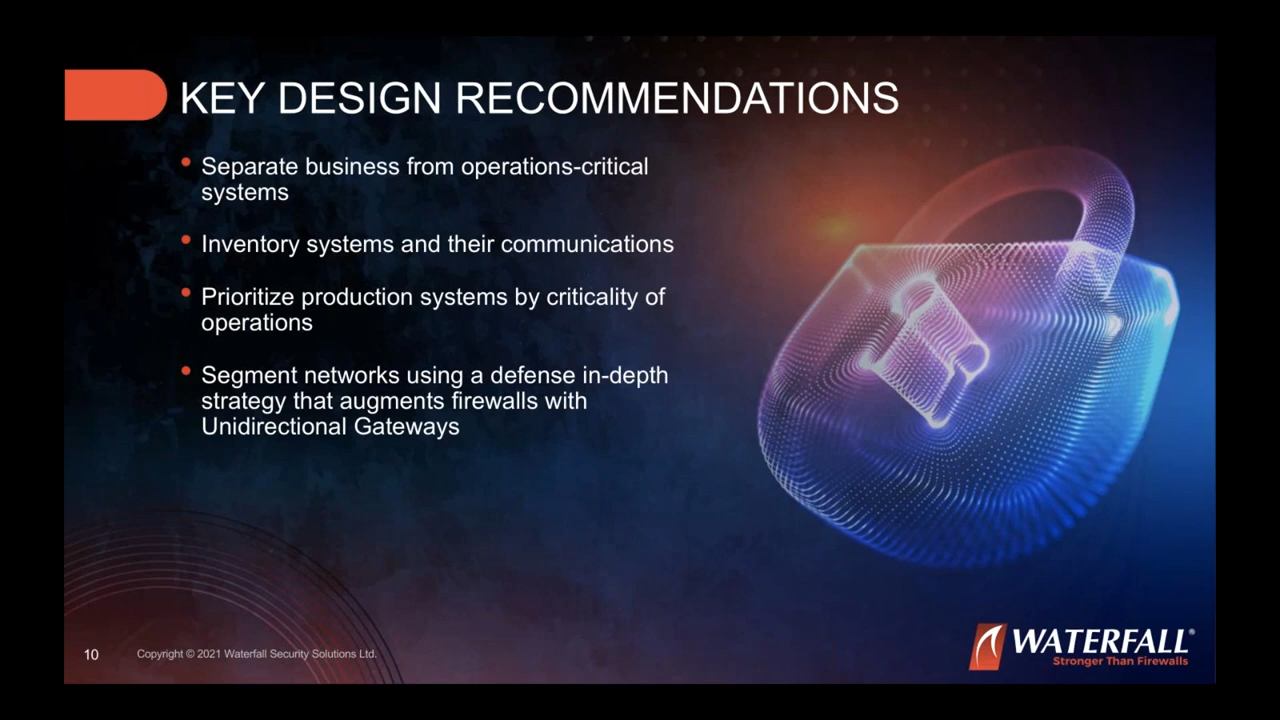 KEY DESIGN RECOMMENDATIONS
• Separate business from operations-critical
systems
• Inventory systems and their communications
• Prioritize production systems by criticality of
operations
• Segment networks using a defense in-depth
strategy that augments firewalls with
Unidirectional Gateways
WATERFALL®
Stronger Than Firewalls
10 Copyright © 2021 Waterfall Security Solutions Ltd.